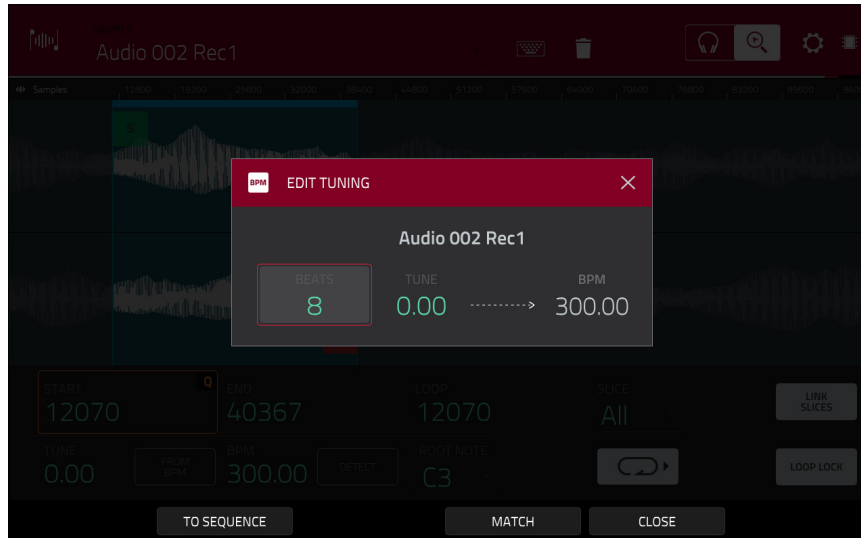 SAMPLE
Audio 002 Rec1
Samples 12800 19200 25600 32000 38400 44800 51200 57600 64000 70400 76800 83200 89600
S
BPM EDIT TUNING
Audio 002 Rec1
BEATS TUNE BPM
8 0.00 300.00
START Q END LOOP SLICE
12070 40367 12070 All
LINK SLICES
TUNE FROM BPM BPM DETECT ROOT NOTE
0.00 300.00 C3
LOOP LOCK
TO SEQUENCE MATCH CLOSE